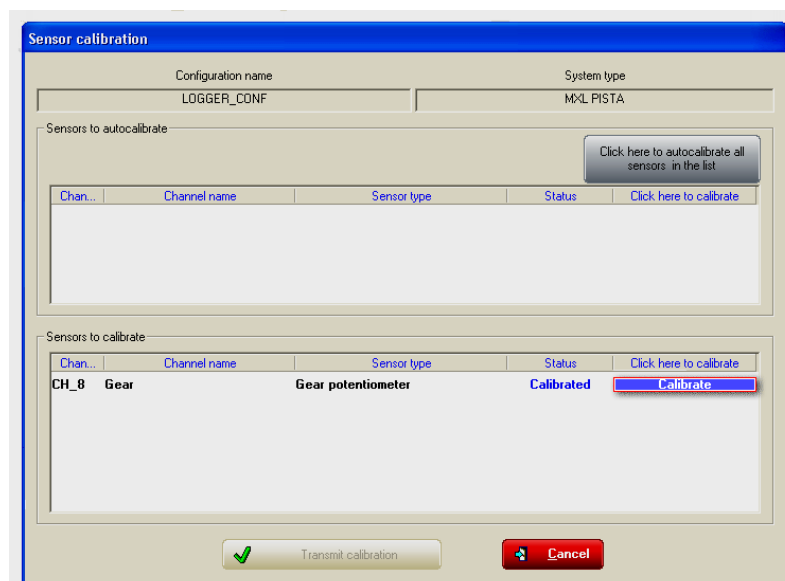 Sensor calibration
Configuration name System type
LOGGER_CONF MXL PISTA
Sensors to autocalibrate
Click here to autocalibrate all
sensors in the list
Chan... Channel name Sensor type Status Click here to calibrate
Sensors to calibrate
Chan... Channel name Sensor type Status Click here to calibrate
CH_8 Gear Gear potentiometer Calibrated Calibrate
Transmit calibration Cancel